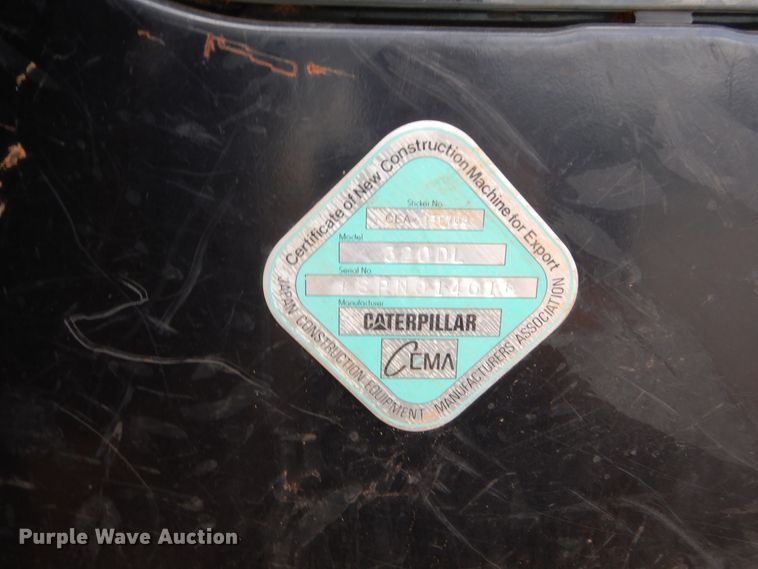 Certificate of New Construction Machine for Export
Sticker No.
Model
320DL
Serial No.
Manufacturer
CATERPILLAR
CEMA
JAPAN CONSTRUCTION EQUIPMENT MANUFACTURERS ASSOCIATION
Purple Wave Auction